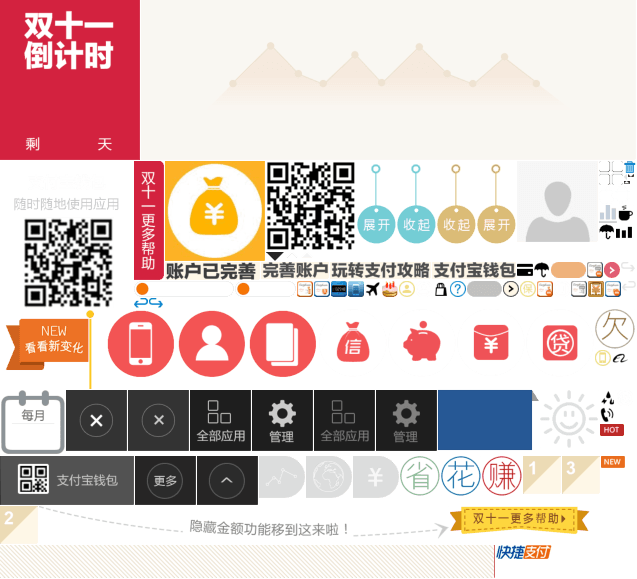 双十一
倒计时
剩 天
随时随地使用应用
双十一更多帮助
展开
收起
收起
展开
账户已完善
完善账户
玩转支付攻略
支付宝钱包
NEW
看看新变化
信
贷
欠
每月
全部应用
管理
全部应用
管理
HOT
支付宝钱包
更多
省
花
赚
1
3
NEW
2
隐藏金额功能移到这来啦！
双十一更多帮助
快捷支付